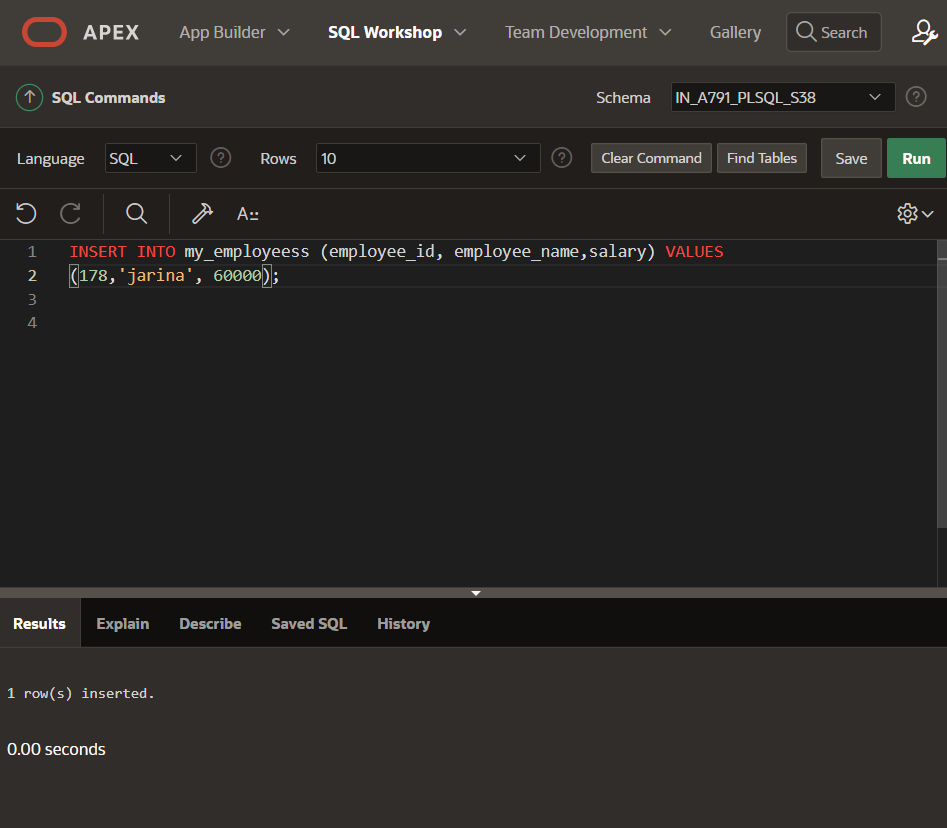 APEX App Builder SQL Workshop Team Development Gallery Search
SQL Commands Schema IN_A791_PLSQL_S38 ?
Language SQL ? Rows 10 ? Clear Command Find Tables Save Run
A::
1 INSERT INTO my_employeess (employee_id, employee_name,salary) VALUES
2 (178,'jarina', 60000);
3
4
Results Explain Describe Saved SQL History
1 row(s) inserted.
0.00 seconds